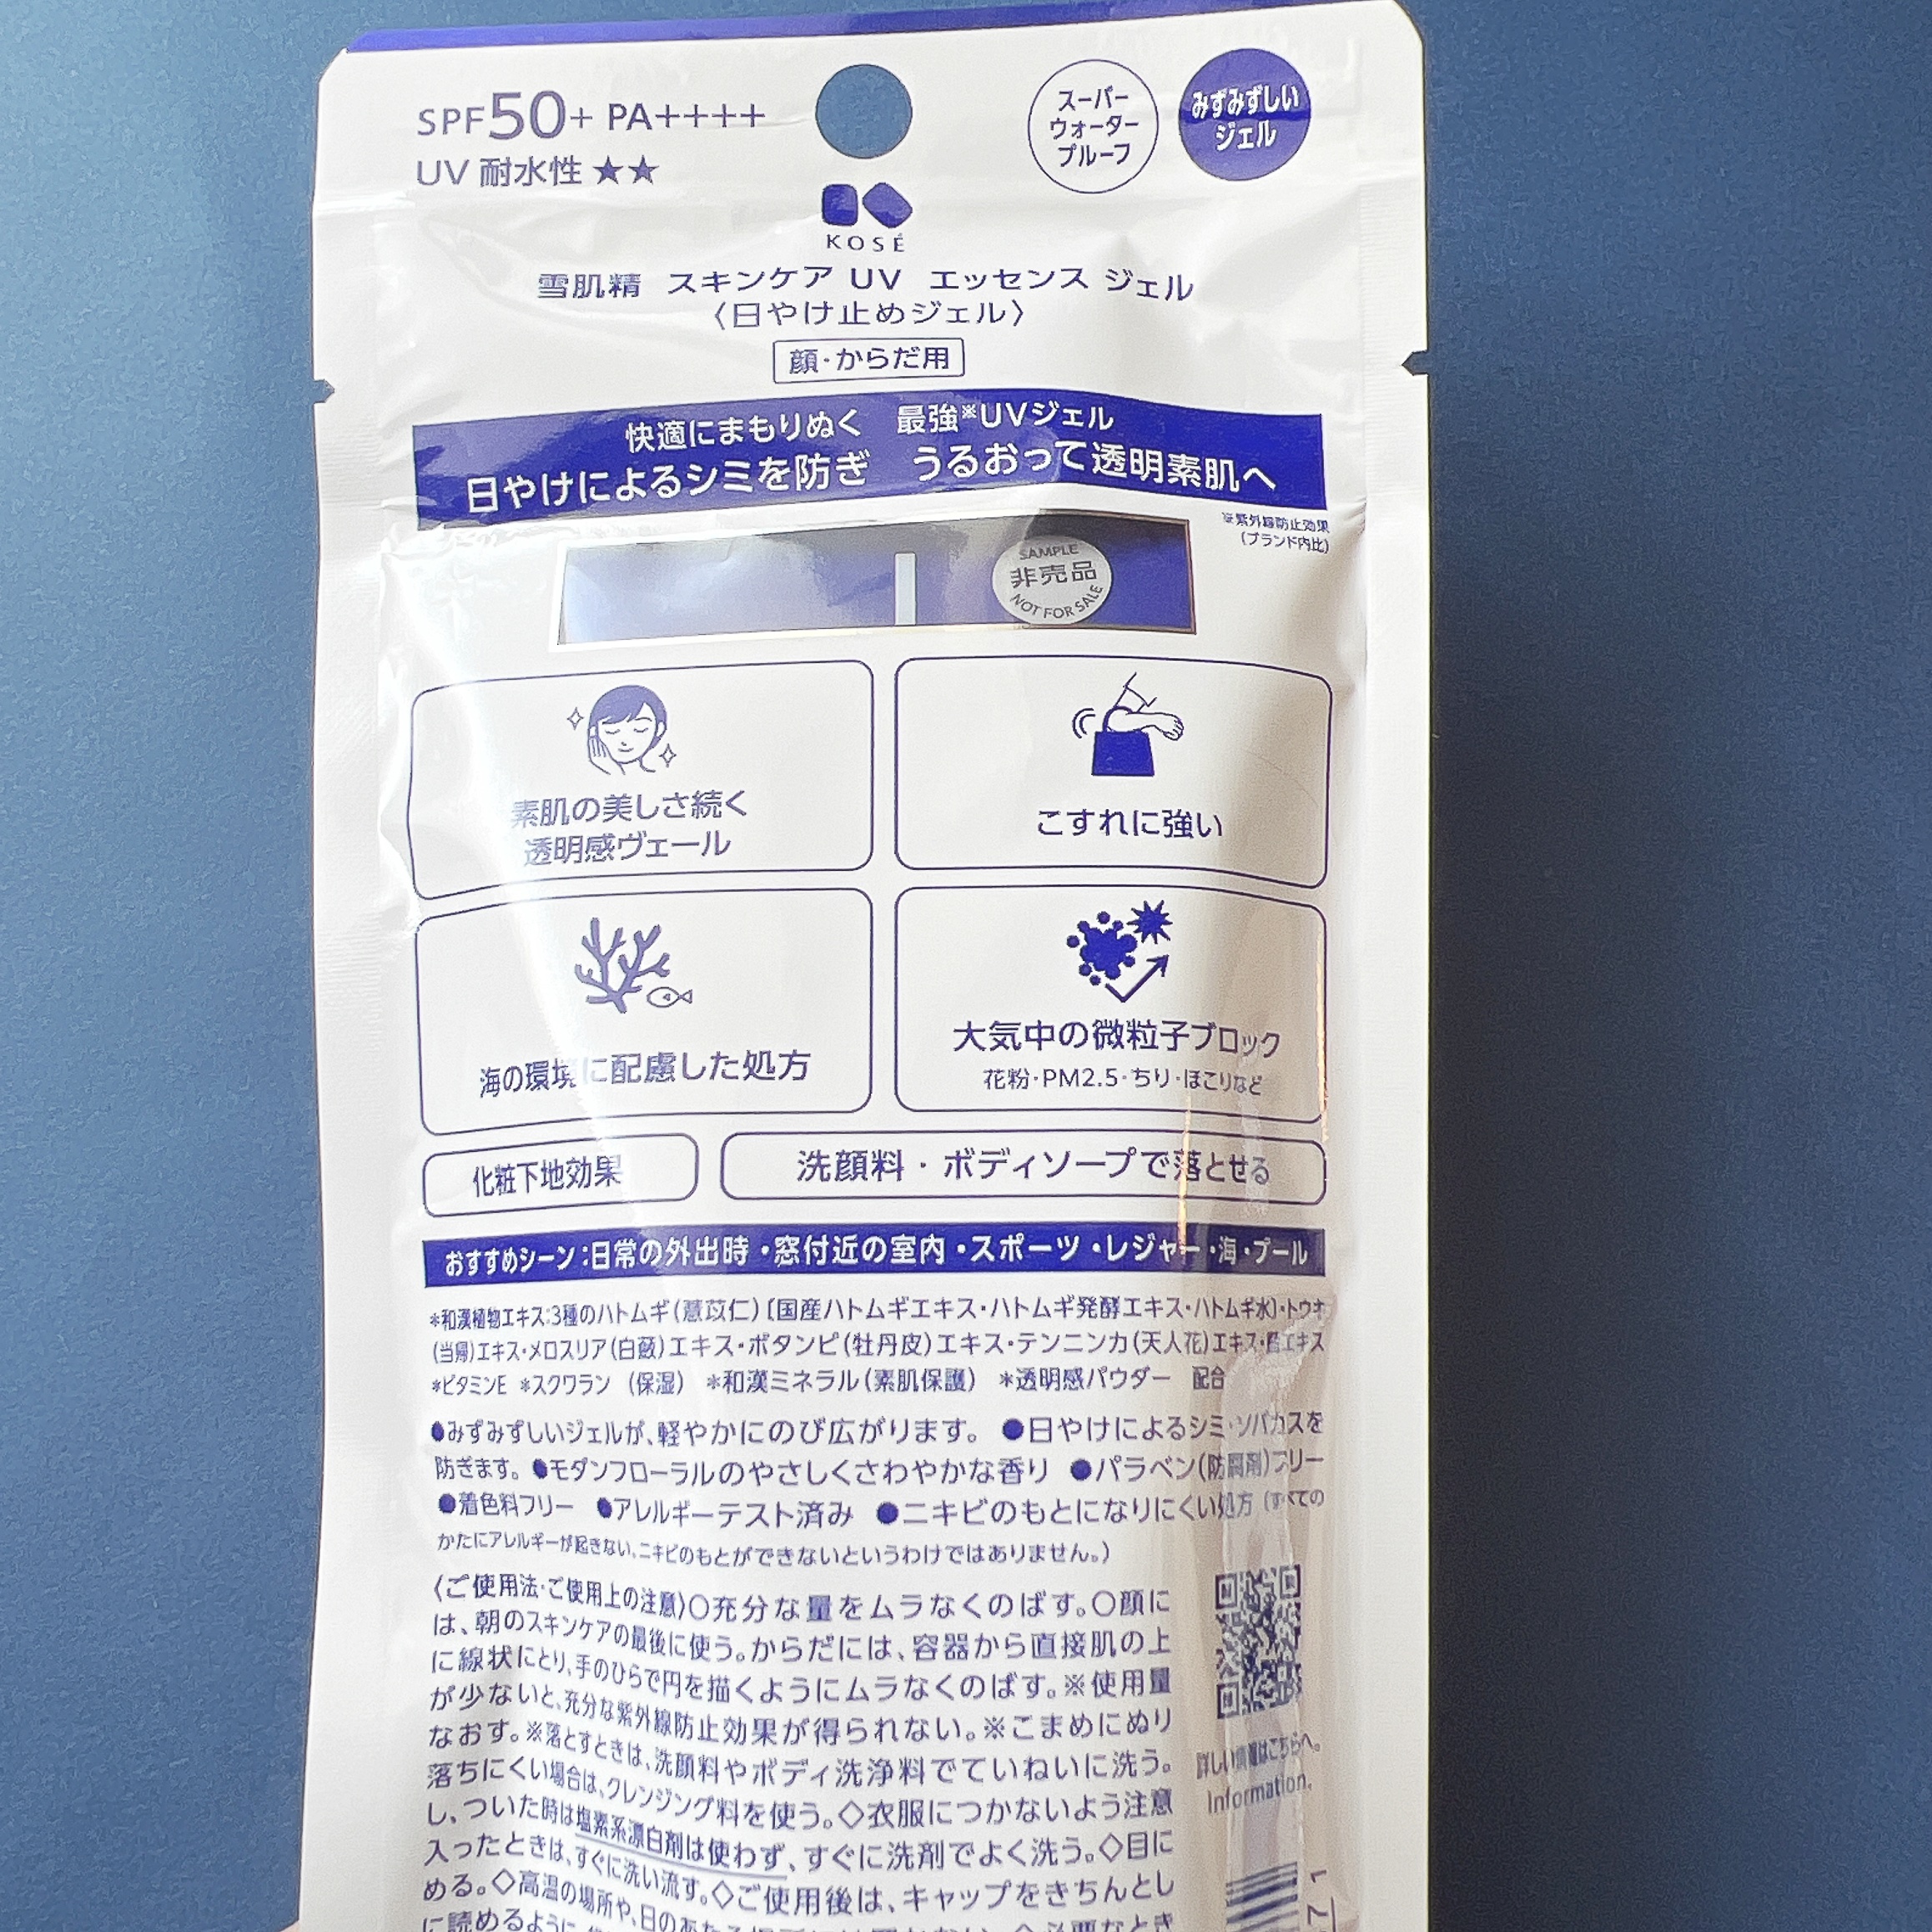 SPF50+ PA++++
UV 耐水性 ★★
スーパー
ウォーター
プルーフ
みずみずしい
ジェル
KOSÉ
雪肌精 スキンケア UV エッセンス ジェル
〈日やけ止めジェル〉
顔・からだ用
快適にまもりぬく 最強※UVジェル
日やけによるシミを防ぎ うるおって透明素肌へ
※紫外線防止効果
(ブランド内比)
SAMPLE
非売品
NOT FOR SALE
素肌の美しさ続く
透明感ヴェール
こすれに強い
海の環境に配慮した処方
大気中の微粒子ブロック
花粉・PM2.5・ちり・ほこりなど
化粧下地効果
洗顔料・ボディソープで落とせる
おすすめシーン:日常の外出時・窓付近の室内・スポーツ・レジャー・海・プール
*和漢植物エキス:3種のハトムギ(薏苡仁)〔国産ハトムギエキス・ハトムギ発酵エキス・ハトムギ水〕・トウキ
(当帰)エキス・メロスリア(白蘞)エキス・ボタンピ(牡丹皮)エキス・テンニンカ(天人花)エキス・エキス
*ビタミンE *スクワラン (保湿) *和漢ミネラル(素肌保護) *透明感パウダー 配合
●みずみずしいジェルが、軽やかにのび広がります。 ●日やけによるシミ・ソバカスを
防ぎます。 ●モダンフローラルのやさしくさわやかな香り ●パラベン(防腐剤)フリー
●着色料フリー ●アレルギーテスト済み ●ニキビのもとになりにくい処方 (すべての
かたにアレルギーが起きない、ニキビのもとができないというわけではありません。)
〈ご使用法・ご使用上の注意〉○充分な量をムラなくのばす。○顔に
は、朝のスキンケアの最後に使う。からだには、容器から直接肌の上
に線状にとり、手のひらで円を描くようにムラなくのばす。※使用量
が少ないと、充分な紫外線防止効果が得られない。※こまめにぬり
なおす。※落とすときは、洗顔料やボディ洗浄料でていねいに洗う。
落ちにくい場合は、クレンジング料を使う。◇衣服につかないよう注意
し、ついた時は塩素系漂白剤は使わず、すぐに洗剤でよく洗う。◇目に
入ったときは、すぐに洗い流す。◇ご使用後は、キャップをきちんとし
める。◇高温の場所や、日のあたる
に読めるように
詳しい情報はこちらへ。
Information.
71